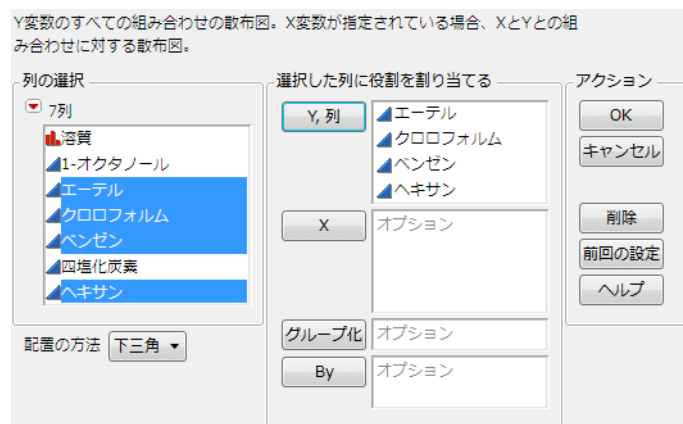 Y変数のすべての組み合わせの散布図。X変数が指定されている場合、XとYとの組
み合わせに対する散布図。
列の選択
7列
溶質
1-オクタノール
エーテル
クロロフォルム
ベンゼン
四塩化炭素
ヘキサン
配置の方法 下三角
選択した列に役割を割り当てる
Y, 列
エーテル
クロロフォルム
ベンゼン
ヘキサン
X オプション
グループ化 オプション
By オプション
アクション
OK
キャンセル
削除
前回の設定
ヘルプ